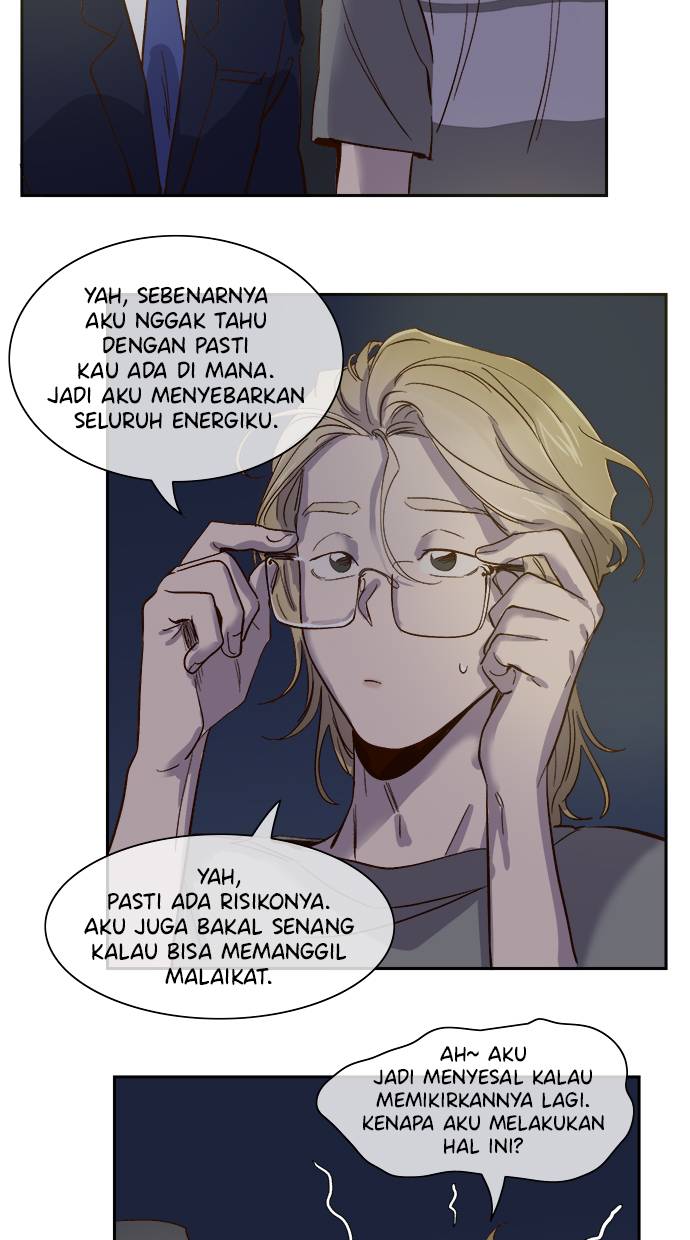 YAH, SEBENARNYA
AKU NGGAK TAHU
DENGAN PASTI
KAU ADA DI MANA.
JADI AKU MENYEBARKAN
SELURUH ENERGIKU.
YAH,
PASTI ADA RISIKONYA.
AKU JUGA BAKAL SENANG
KALAU BISA MEMANGGIL
MALAIKAT.
AH~ AKU
JADI MENYESAL KALAU
MEMIKIRKANNYA LAGI.
KENAPA AKU MELAKUKAN
HAL INI?